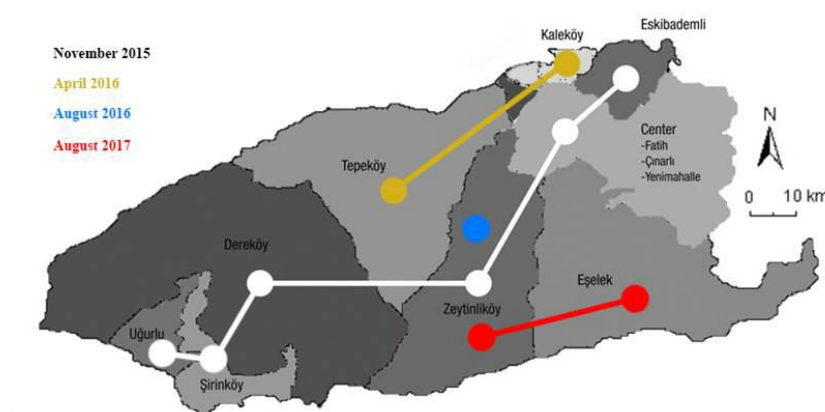 November 2015
April 2016
August 2016
August 2017
Kaleköy
Eskibademli
Center
-Fatih
-Çınarlı
-Yenimahalle
N
0 10 km
Tepeköy
Dereköy
Zeytinliköy
Eşelek
Uğurlu
Şirinköy